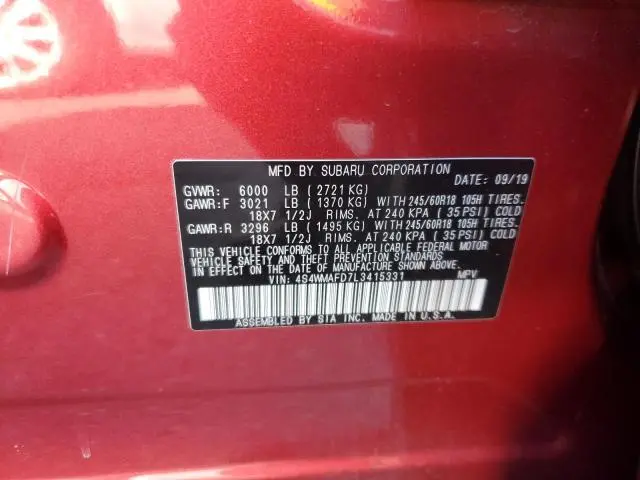 MFD BY SUBARU CORPORATION
DATE: 09/19
GVWR: 6000 LB (2721 KG)
GAWR:F 3021 LB (1370 KG) WITH 245/60R18 105H TIRES.
18X7 1/2J RIMS. AT 240 KPA (35 PSI) COLD
GAWR:R 3296 LB (1495 KG) WITH 245/60R18 105H TIRES.
18X7 1/2J RIMS. AT 240 KPA (35 PSI) COLD
THIS VEHICLE CONFORMS TO ALL APPLICABLE FEDERAL MOTOR
VEHICLE SAFETY AND THEFT PREVENTION STANDARDS
IN EFFECT ON THE DATE OF MANUFACTURE SHOWN ABOVE.
VIN: 4S4WMAFD7L3415331 MPV
ASSEMBLED BY SIA INC. MADE IN U.S.A.